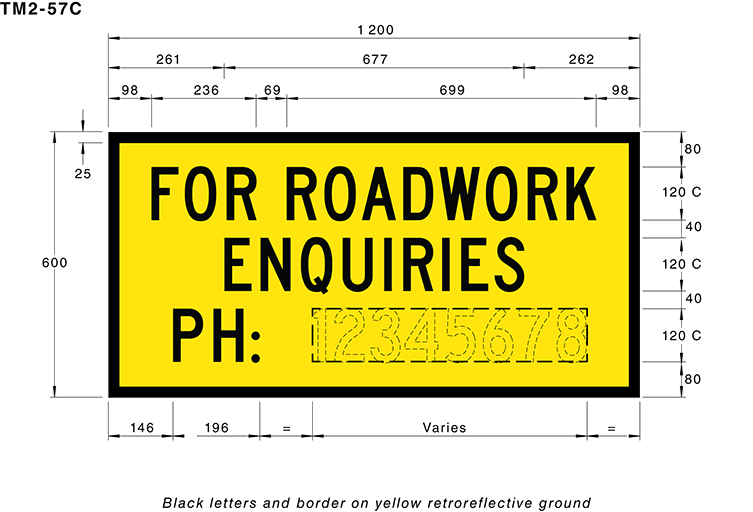 TM2-57C
1 200
261 677 262
98 236 69 699 98
25
600
FOR ROADWORK
ENQUIRIES
PH: 12345678
80
120 C
40
120 C
40
120 C
80
146 196 = Varies =
Black letters and border on yellow retroreflective ground